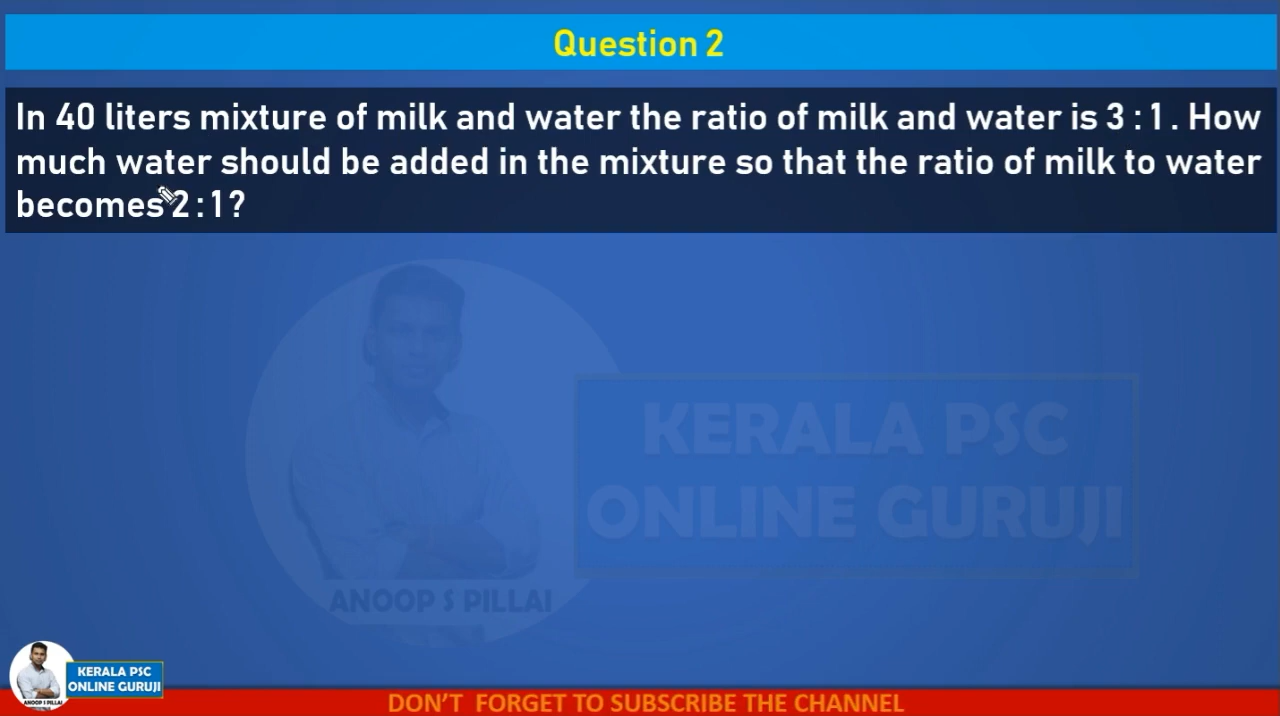 Question 2
In 40 liters mixture of milk and water the ratio of milk and water is 3 : 1. How
much water should be added in the mixture so that the ratio of milk to water
becomes 2 : 1?
KERALA PSC
ONLINE GURUJI
ANOOP S PILLAI
KERALA PSC
ONLINE GURUJI
ANOOP S PILLAI
DON'T FORGET TO SUBSCRIBE THE CHANNEL